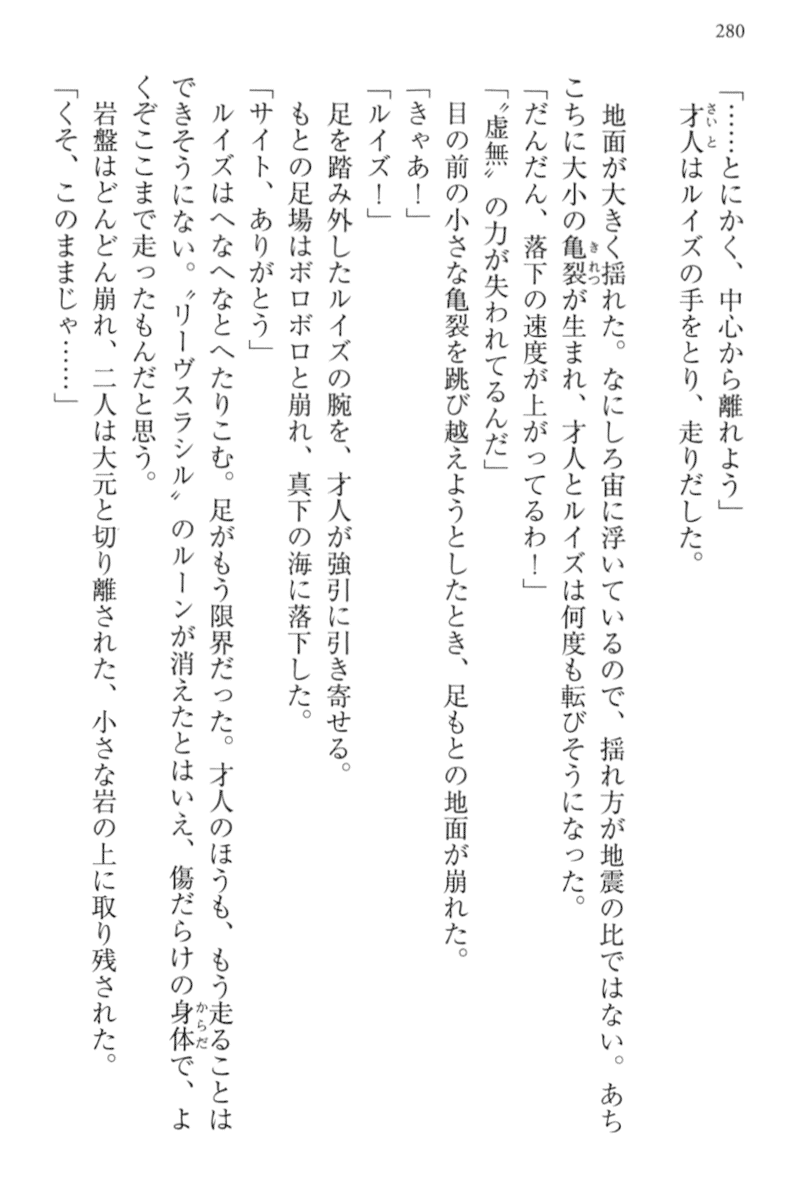 280
「……とにかく、中心から離れよう」
才人はルイズの手をとり、走りだした。
地面が大きく揺れた。なにしろ宙に浮いているので、揺れ方が地震の比ではない。あち
こちに大小の亀裂が生まれ、才人とルイズは何度も転びそうになった。
「だんだん、落下の速度が上がってるわ！」
「〝虚無〟の力が失われてるんだ」
目の前の小さな亀裂を跳び越えようとしたとき、足もとの地面が崩れた。
「きゃあ！」
「ルイズ！」
足を踏み外したルイズの腕を、才人が強引に引き寄せる。
もとの足場はボロボロと崩れ、真下の海に落下した。
「サイト、ありがとう」
ルイズはへなへなとへたりこむ。足がもう限界だった。才人のほうも、もう走ることは
できそうにない。〝リーヴスラシル〟のルーンが消えたとはいえ、傷だらけの身体で、よ
くぞここまで走ったもんだと思う。
岩盤はどんどん崩れ、二人は大元と切り離された、小さな岩の上に取り残された。
「くそ、このままじゃ……」